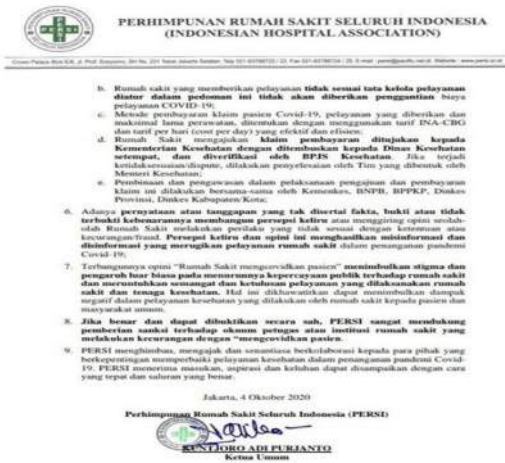 PERHIMPUNAN RUMAH SAKIT SELURUH INDONESIA
(INDONESIAN HOSPITAL ASSOCIATION)
b. Rumah sakit yang memberikan pelayanan tidak sesuai tata kelola pelayanan
diatur dalam pedoman ini tidak akan diberikan penggantian biaya
pelayanan COVID-19;
c. Metode pembayaran klaim pasien Covid-19, pelayanan yang diberikan dan
maksimal lama perawatan, ditentukan dengan menggunakan tarif INA-CBG
dan tarif per hari (cost per day) yang efektif dan efisien;
d. Rumah Sakit mengajukan klaim pembayaran ditujukan kepada
Kementerian Kesehatan dengan ditembuskan kepada Dinas Kesehatan
setempat, dan diverifikasi oleh BPJS Kesehatan. Jika terjadi
ketidaksesuaian/dispute, dilakukan penyelesaian oleh Tim yang dibentuk oleh
Menteri Kesehatan;
e. Pembinaan dan pengawasan dalam pelaksanaan pengajuan dan pembayaran
klaim ini dilakukan bersama-sama oleh Kemenkes, BNPB, BPPKP, Dinkes
Provinsi, Dinkes Kabupaten/Kota;
6. Adanya pernyataan atau tanggapan yang tak disertai fakta, bukti atau tidak
terbukti kebenarannya membangun persepsi keliru atau menggiring opini seolah-
olah Rumah Sakit melakukan perilaku yang tidak sesuai dengan ketentuan atau
kecurangan/fraud. Persepsi keliru dan opini ini menghasilkan misinformasi dan
disinformasi yang merugikan pelayanan rumah sakit dalam penanganan pandemi
Covid-19;
7. Terbangunnya opini "Rumah Sakit mengcovidkan pasien" menimbulkan stigma dan
pengaruh luar biasa pada menurunnya kepercayaan publik terhadap rumah sakit
dan meruntuhkan semangat dan ketulusan pelayanan yang dilaksanakan rumah
sakit dan tenaga kesehatan. Hal ini dikhawatirkan dapat menimbulkan dampak
negatif dalam pelayanan kesehatan yang dilakukan oleh rumah sakit kepada pasien dan
masyarakat umum.
8. Jika benar dan dapat dibuktikan secara sah, PERSI sangat mendukung
pemberian sanksi terhadap oknum petugas atau institusi rumah sakit yang
melakukan kecurangan dengan "mengcovidkan pasien.
9. PERSI menghimbau, mengajak dan senantiasa berkolaborasi kepada para pihak yang
berkepentingan memperbaiki pelayanan kesehatan dalam penanganan pandemi Covid-
19. PERSI menerima masukan, aspirasi dan keluhan dapat disampaikan dengan cara
yang tepat dan saluran yang benar.
Jakarta, 4 Oktober 2020
Perhimpunan Rumah Sakit Seluruh Indonesia (PERSI)
KUNTJORO ADI PURJANTO
Ketua Umum